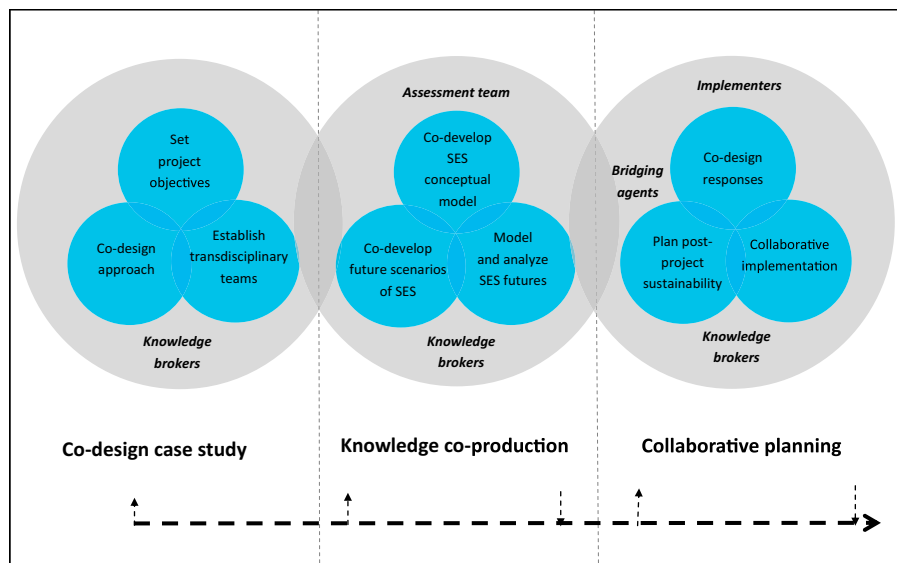 Set
project
objectives
Co-design
approach
Establish
transdisciplinary
teams
Knowledge
brokers
Assessment team
Co-develop
SES
conceptual
model
Co-develop
future scenarios
of SES
Model
and analyze
SES futures
Knowledge
brokers
Implementers
Bridging
agents
Co-design
responses
Plan post-
project
sustainability
Collaborative
implementation
Knowledge
brokers
Co-design case study
Knowledge co-production
Collaborative planning